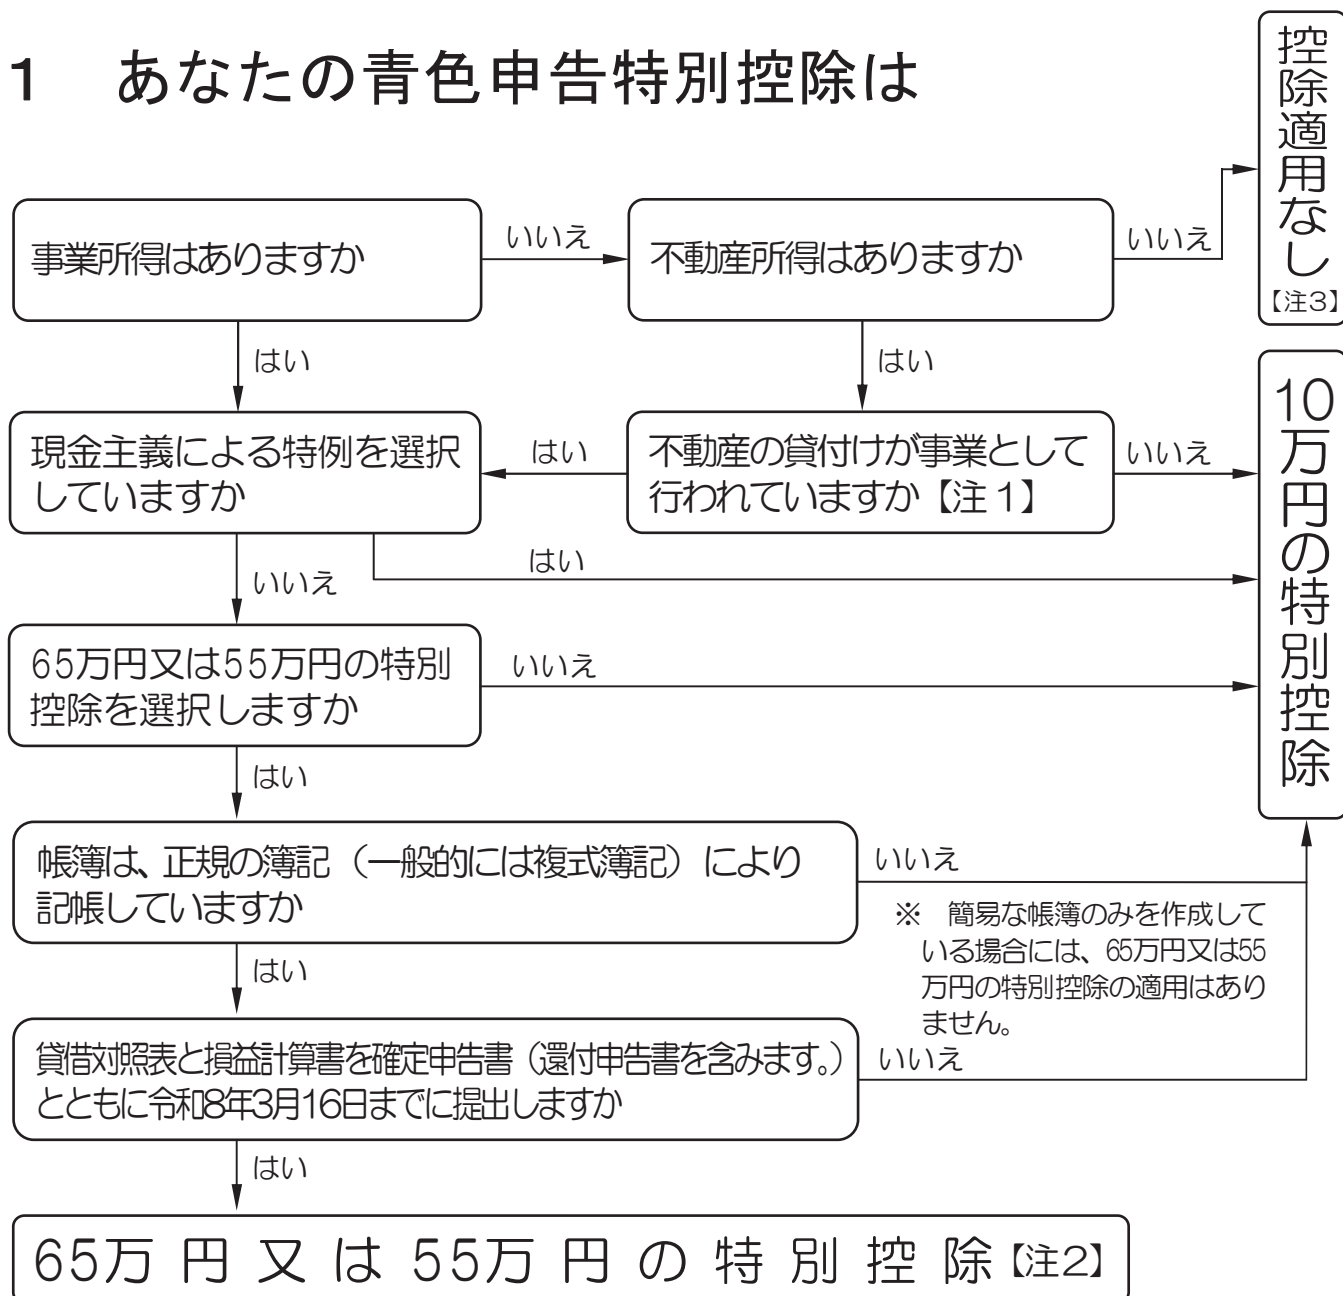 1 あなたの青色申告特別控除は
控除適用なし
【注3】
事業所得はありますか
いいえ
不動産所得はありますか
いいえ
はい
はい
現金主義による特例を選択
していますか
はい
不動産の貸付けが事業として
行われていますか【注1】
いいえ
10万円の特別控除
はい
いいえ
65万円又は55万円の特別
控除を選択しますか
いいえ
はい
帳簿は、正規の簿記（一般的には複式簿記）により
記帳していますか
いいえ
※ 簡易な帳簿のみを作成して
いる場合には、65万円又は55
万円の特別控除の適用はあり
ません。
はい
貸借対照表と損益計算書を確定申告書（還付申告書を含みます。）
とともに令和8年3月16日までに提出しますか
いいえ
はい
65万円又は55万円の特別控除【注2】